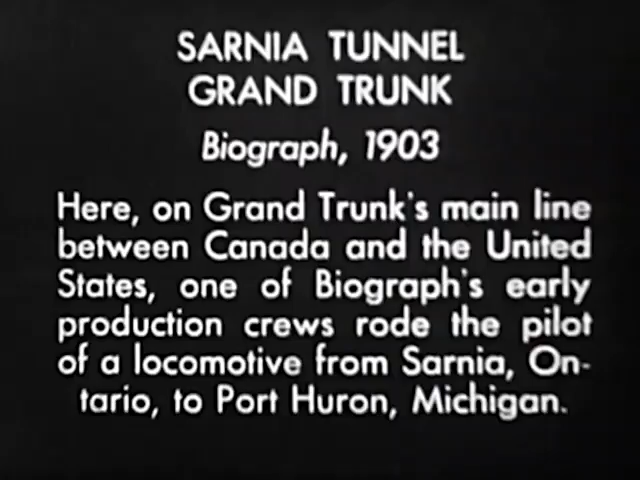 SARNIA TUNNEL
GRAND TRUNK
Biograph, 1903
Here, on Grand Trunk's main line
between Canada and the United
States, one of Biograph's early
production crews rode the pilot
of a locomotive from Sarnia, On-
tario, to Port Huron, Michigan.